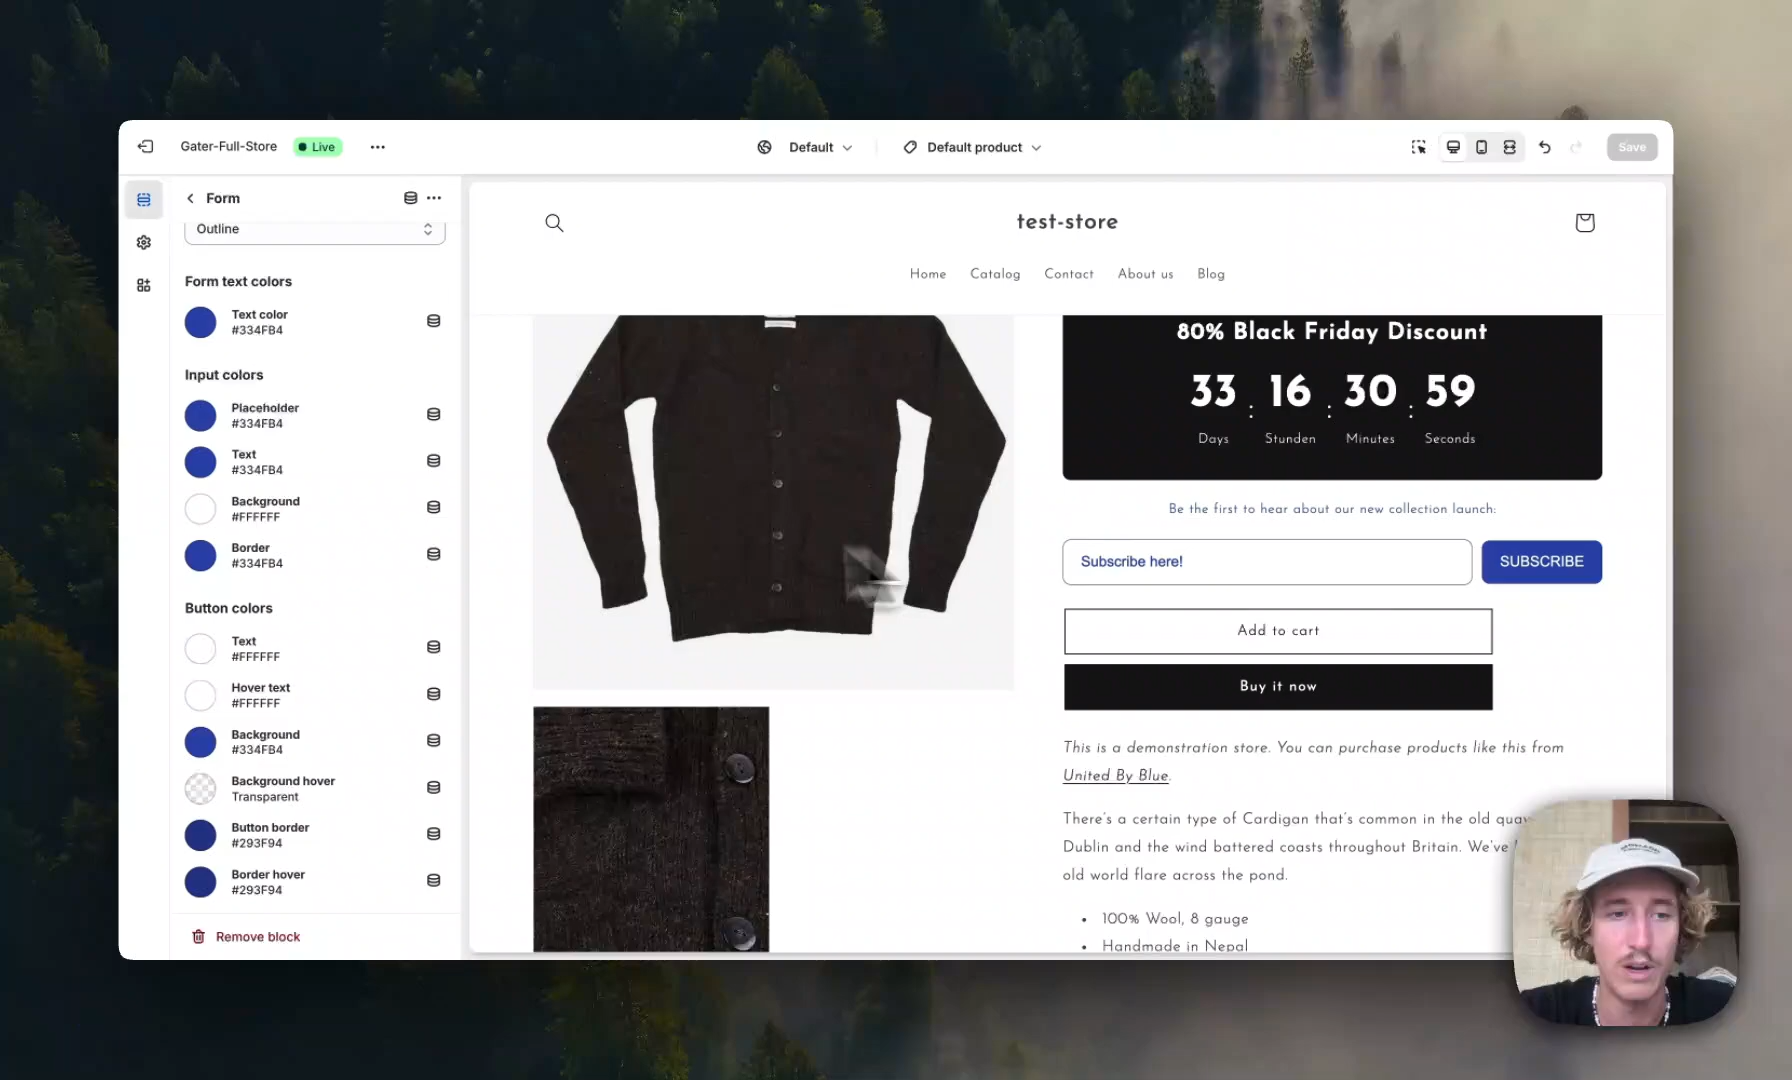 Gater-Full-Store
Live
Default
Default product
Save
Form
Outline
Form text colors
Text color
#334FB4
Input colors
Placeholder
#334FB4
Text
#334FB4
Background
#FFFFFF
Border
#334FB4
Button colors
Text
#FFFFFF
Hover text
#FFFFFF
Background
#334FB4
Background hover
Transparent
Button border
#293F94
Border hover
#293F94
Remove block
test-store
Home Catalog Contact About us Blog
80% Black Friday Discount
33 : 16 : 30 : 59
Days Stunden Minutes Seconds
Be the first to hear about our new collection launch:
Subscribe here!
SUBSCRIBE
Add to cart
Buy it now
This is a demonstration store. You can purchase products like this from
United By Blue.
There's a certain type of Cardigan that's common in the old
Dublin and the wind battered coasts throughout Britain. We've
old world flare across the pond.
• 100% Wool, 8 gauge
• Handmade in Nepal